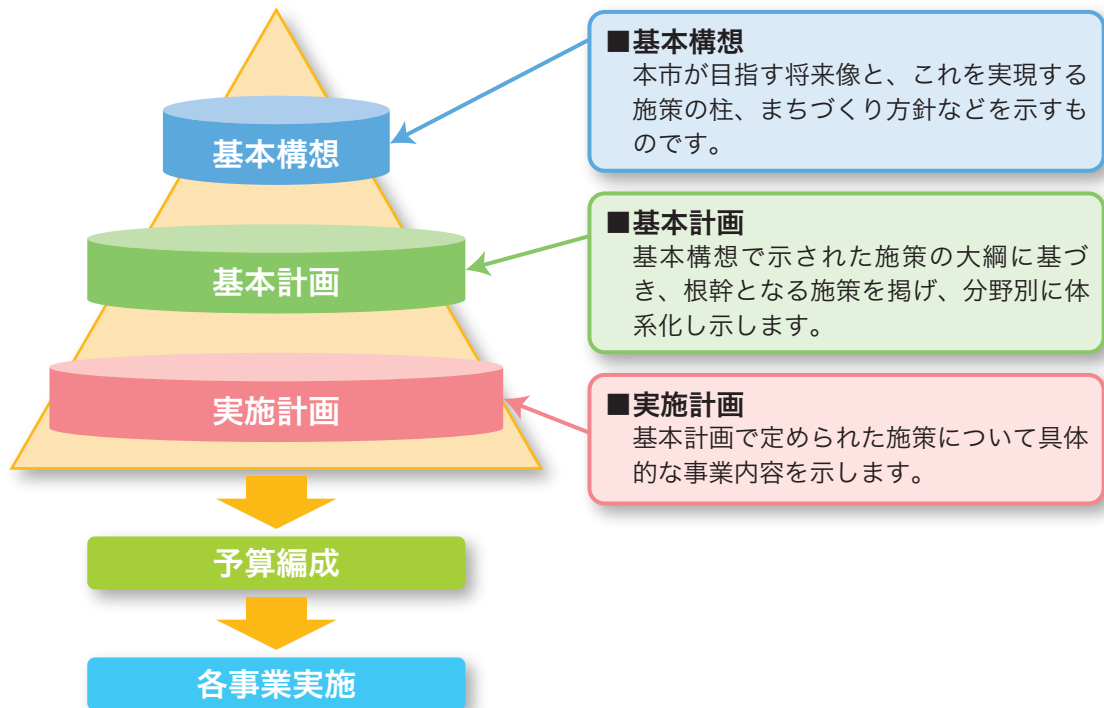 基本構想
基本計画
実施計画
予算編成
各事業実施
■基本構想
本市が目指す将来像と、これを実現する
施策の柱、まちづくり方針などを示すも
のです。
■基本計画
基本構想で示された施策の大綱に基づ
き、根幹となる施策を掲げ、分野別に体
系化し示します。
■実施計画
基本計画で定められた施策について具体
的な事業内容を示します。